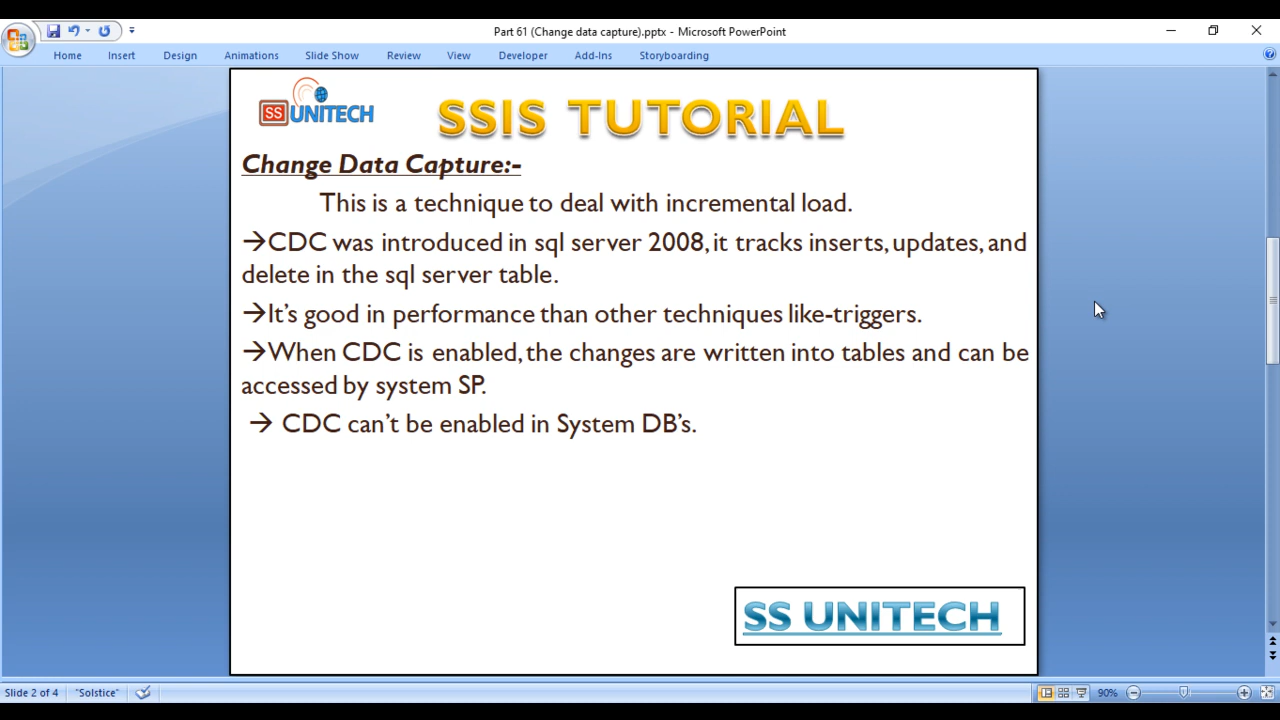 Part 61 (Change data capture).pptx - Microsoft PowerPoint
Home Insert Design Animations Slide Show Review View Developer Add-Ins Storyboarding
SS UNITECH
SSIS TUTORIAL
Change Data Capture:-
This is a technique to deal with incremental load.
→CDC was introduced in sql server 2008, it tracks inserts, updates, and
delete in the sql server table.
→It's good in performance than other techniques like-triggers.
→When CDC is enabled, the changes are written into tables and can be
accessed by system SP.
→ CDC can't be enabled in System DB's.
SS UNITECH
Slide 2 of 4 "Solstice" 90%